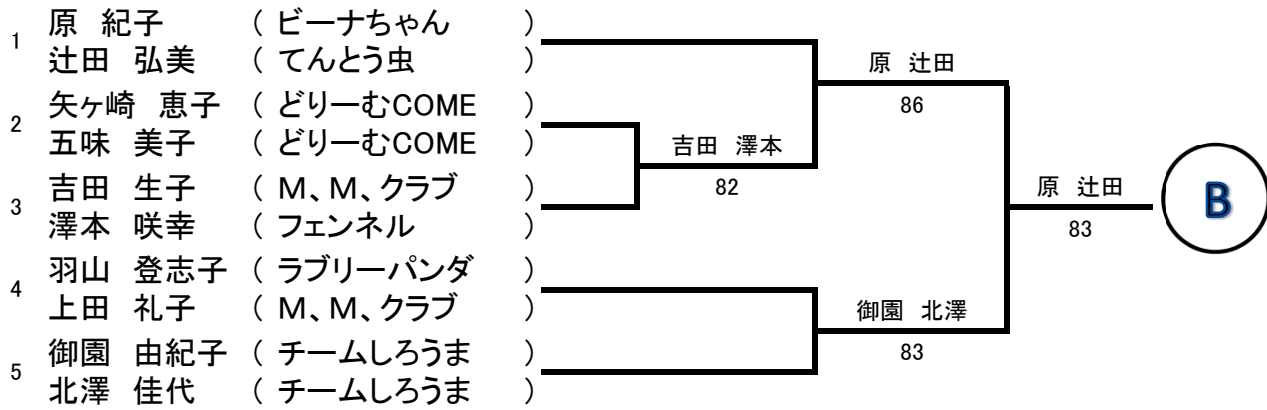 1
原 紀子 ( ビーナちゃん )
辻田 弘美 ( てんとう虫 )
2
矢ヶ崎 恵子 ( どりーむCOME )
五味 美子 ( どりーむCOME )
3
吉田 生子 ( M、M、クラブ )
澤本 咲幸 ( フェンネル )
4
羽山 登志子 ( ラブリーパンダ )
上田 礼子 ( M、M、クラブ )
5
御園 由紀子 ( チームしろうま )
北澤 佳代 ( チームしろうま )
吉田 澤本
82
原 辻田
86
御園 北澤
83
原 辻田
83
B